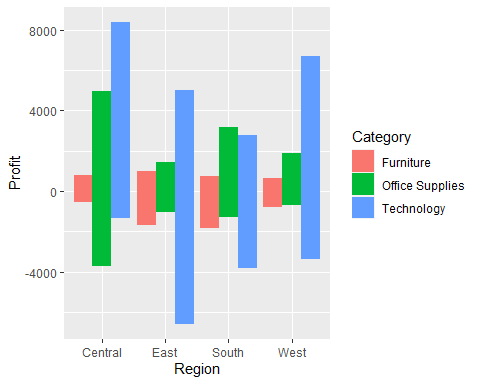 8000
4000
0
-4000
Profit
Central East South West
Region
Category
Furniture
Office Supplies
Technology